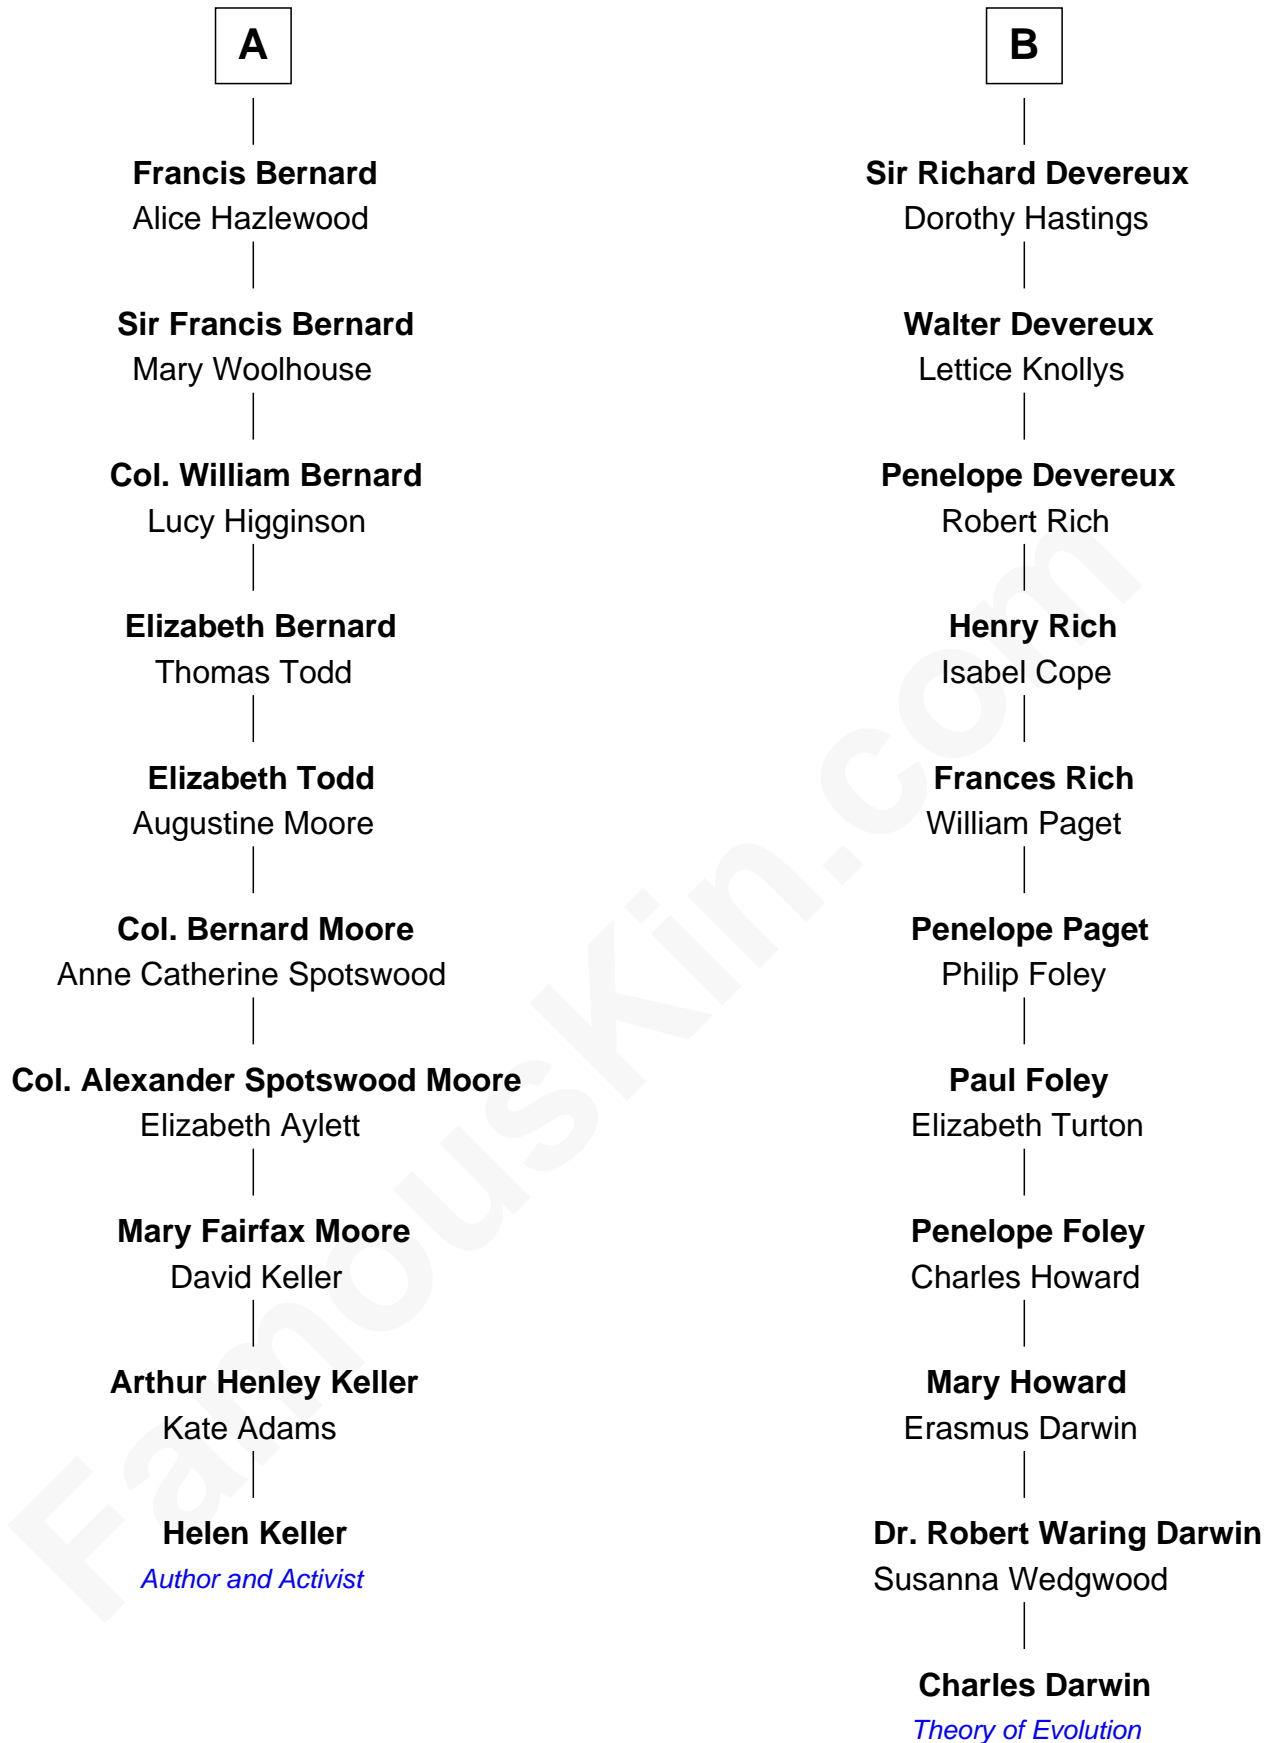 A
Francis Bernard
Alice Hazlewood
Sir Francis Bernard
Mary Woolhouse
Col. William Bernard
Lucy Higginson
Elizabeth Bernard
Thomas Todd
Elizabeth Todd
Augustine Moore
Col. Bernard Moore
Anne Catherine Spotswood
Col. Alexander Spotswood Moore
Elizabeth Aylett
Mary Fairfax Moore
David Keller
Arthur Henley Keller
Kate Adams
Helen Keller
Author and Activist
B
Sir Richard Devereux
Dorothy Hastings
Walter Devereux
Lettice Knollys
Penelope Devereux
Robert Rich
Henry Rich
Isabel Cope
Frances Rich
William Paget
Penelope Paget
Philip Foley
Paul Foley
Elizabeth Turton
Penelope Foley
Charles Howard
Mary Howard
Erasmus Darwin
Dr. Robert Waring Darwin
Susanna Wedgwood
Charles Darwin
Theory of Evolution
FamousKin.com